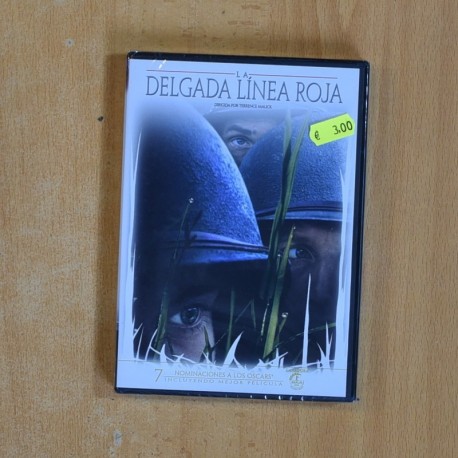 LA
DELGADA LÍNEA ROJA
DIRIGIDA POR TERRENCE MALICK
€ 3.00
7 NOMINACIONES A LOS OSCARS
INCLUYENDO MEJOR PELÍCULA